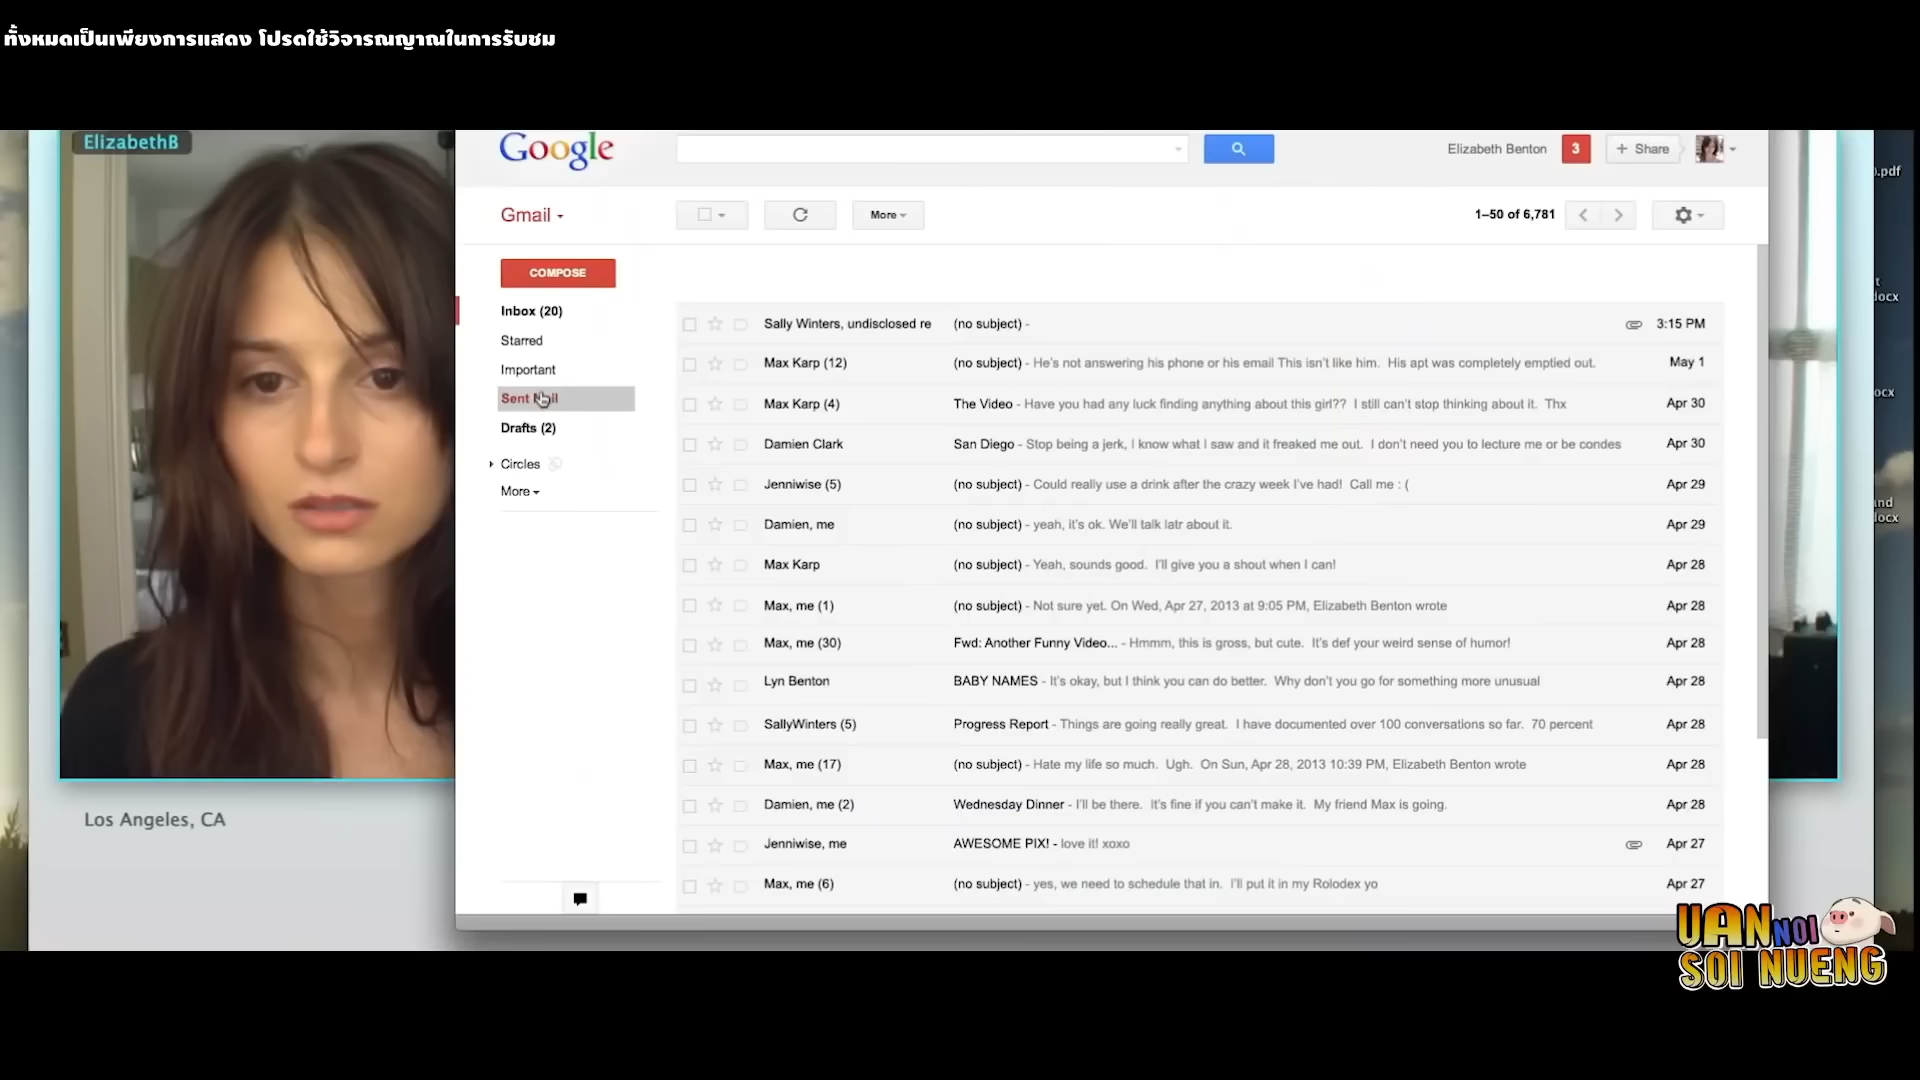 ทั้งหมดเป็นเพียงการแสดง โปรดใช้วิจารณญาณในการรับชม
ElizabethB
Google
Elizabeth Benton 3 + Share
.pdf
Gmail
More
1–50 of 6,781
COMPOSE
Inbox (20)
Starred
Important
Sent Mail
Drafts (2)
Circles
More
Sally Winters, undisclosed re (no subject) - 3:15 PM
Max Karp (12) (no subject) - He's not answering his phone or his email This isn't like him. His apt was completely emptied out. May 1
Max Karp (4) The Video - Have you had any luck finding anything about this girl?? I still can't stop thinking about it. Thx Apr 30
Damien Clark San Diego - Stop being a jerk, I know what I saw and it freaked me out. I don't need you to lecture me or be condes Apr 30
Jenniwise (5) (no subject) - Could really use a drink after the crazy week I've had! Call me : ( Apr 29
Damien, me (no subject) - yeah, it's ok. We'll talk latr about it. Apr 29
Max Karp (no subject) - Yeah, sounds good. I'll give you a shout when I can! Apr 28
Max, me (1) (no subject) - Not sure yet. On Wed, Apr 27, 2013 at 9:05 PM, Elizabeth Benton wrote Apr 28
Max, me (30) Fwd: Another Funny Video... - Hmmm, this is gross, but cute. It's def your weird sense of humor! Apr 28
Lyn Benton BABY NAMES - It's okay, but I think you can do better. Why don't you go for something more unusual Apr 28
SallyWinters (5) Progress Report - Things are going really great. I have documented over 100 conversations so far. 70 percent Apr 28
Max, me (17) (no subject) - Hate my life so much. Ugh. On Sun, Apr 28, 2013 10:39 PM, Elizabeth Benton wrote Apr 28
Damien, me (2) Wednesday Dinner - I'll be there. It's fine if you can't make it. My friend Max is going. Apr 28
Jenniwise, me AWESOME PIX! - love it! xoxo Apr 27
Max, me (6) (no subject) - yes, we need to schedule that in. I'll put it in my Rolodex yo Apr 27
Los Angeles, CA
UAN NOI
SOI NUENG